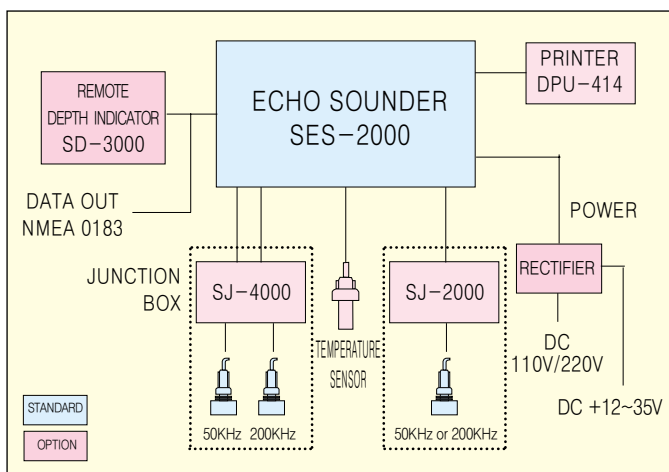 REMOTE
DEPTH INDICATOR
SD-3000
ECHO SOUNDER
SES-2000
PRINTER
DPU-414
DATA OUT
NMEA 0183
POWER
JUNCTION
BOX
SJ-4000
TEMPERATURE
SENSOR
SJ-2000
RECTIFIER
DC
110V/220V
DC +12~35V
50KHz 200KHz
50KHz or 200KHz
STANDARD
OPTION